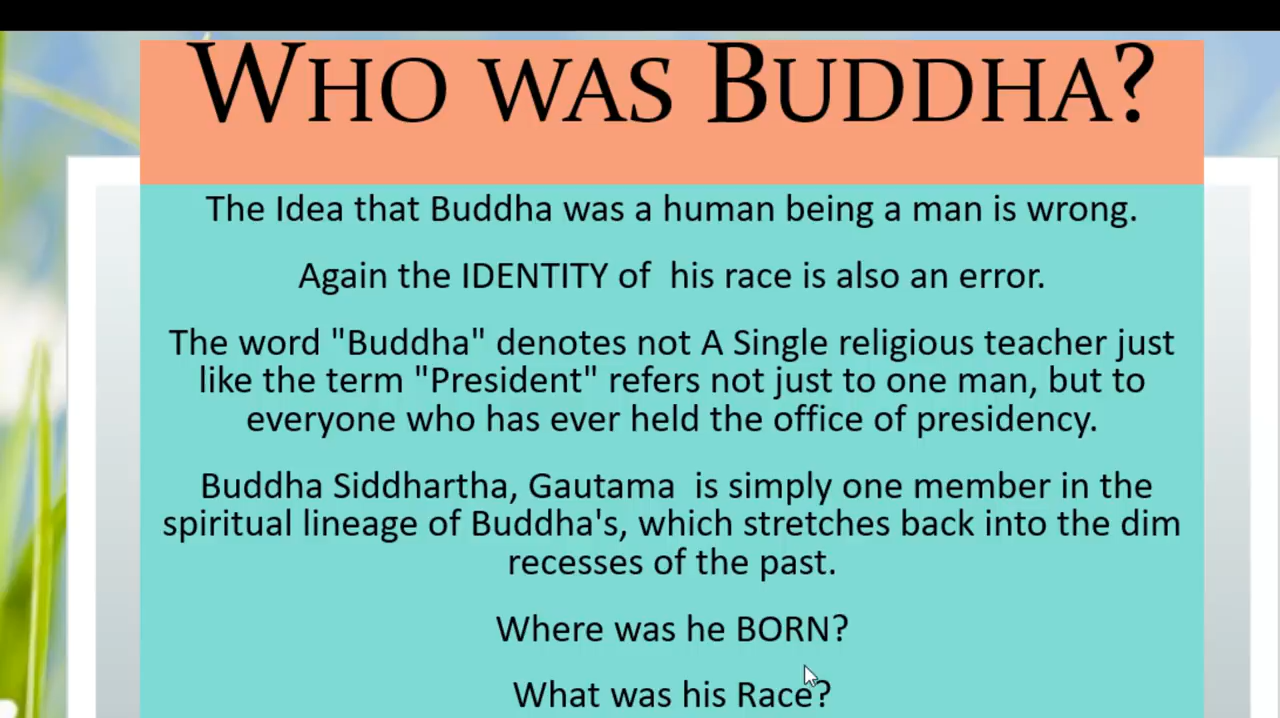 WHO WAS BUDDHA?
The Idea that Buddha was a human being a man is wrong.
Again the IDENTITY of  his race is also an error.
The word "Buddha" denotes not A Single religious teacher just
like the term "President" refers not just to one man, but to
everyone who has ever held the office of presidency.
Buddha Siddhartha, Gautama  is simply one member in the
spiritual lineage of Buddha's, which stretches back into the dim
recesses of the past.
Where was he BORN?
What was his Race?